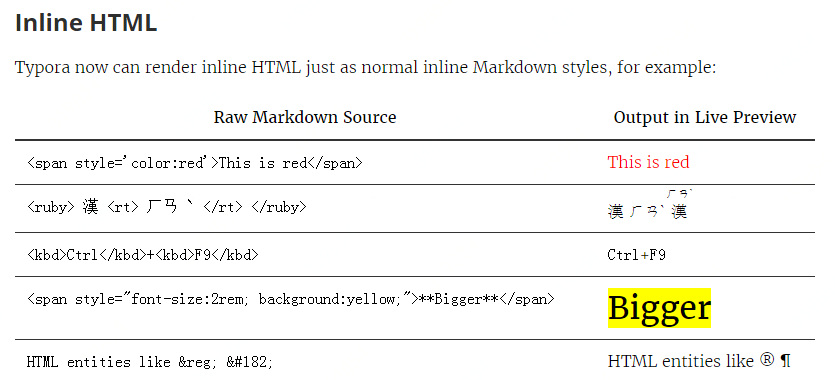 Inline HTML
Typora now can render inline HTML just as normal inline Markdown styles, for example:
Raw Markdown Source Output in Live Preview
<span style='color:red'>This is red</span> This is red
<ruby> 漢 <rt> ㄏㄢˋ </rt> </ruby> 漢 ㄏㄢˋ 漢 ㄏㄢˋ
<kbd>Ctrl</kbd>+<kbd>F9</kbd> Ctrl+F9
<span style="font-size:2rem; background:yellow;">**Bigger**</span> Bigger
HTML entities like &reg; &#182; HTML entities like ® ¶